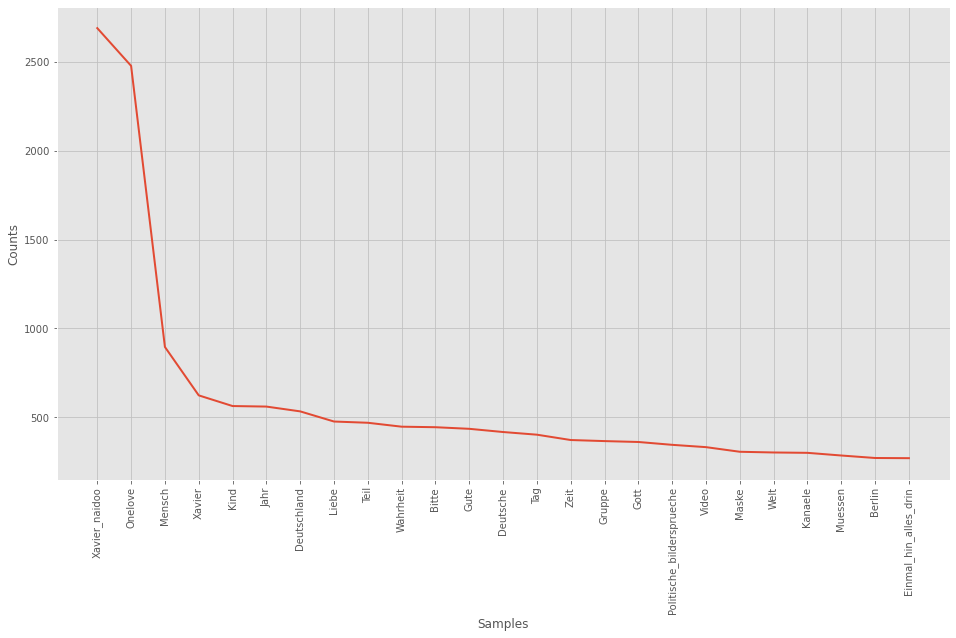 2500
2000
1500
1000
500
Counts
Xavier_naidoo
Onelove
Mensch
Xavier
Kind
Jahr
Deutschland
Liebe
Teil
Wahrheit
Bitte
Gute
Deutsche
Tag
Zeit
Gruppe
Gott
Politische_bildersprueche
Video
Maske
Welt
Kanaele
Muessen
Berlin
Einmal_hin_alles_drin
Samples